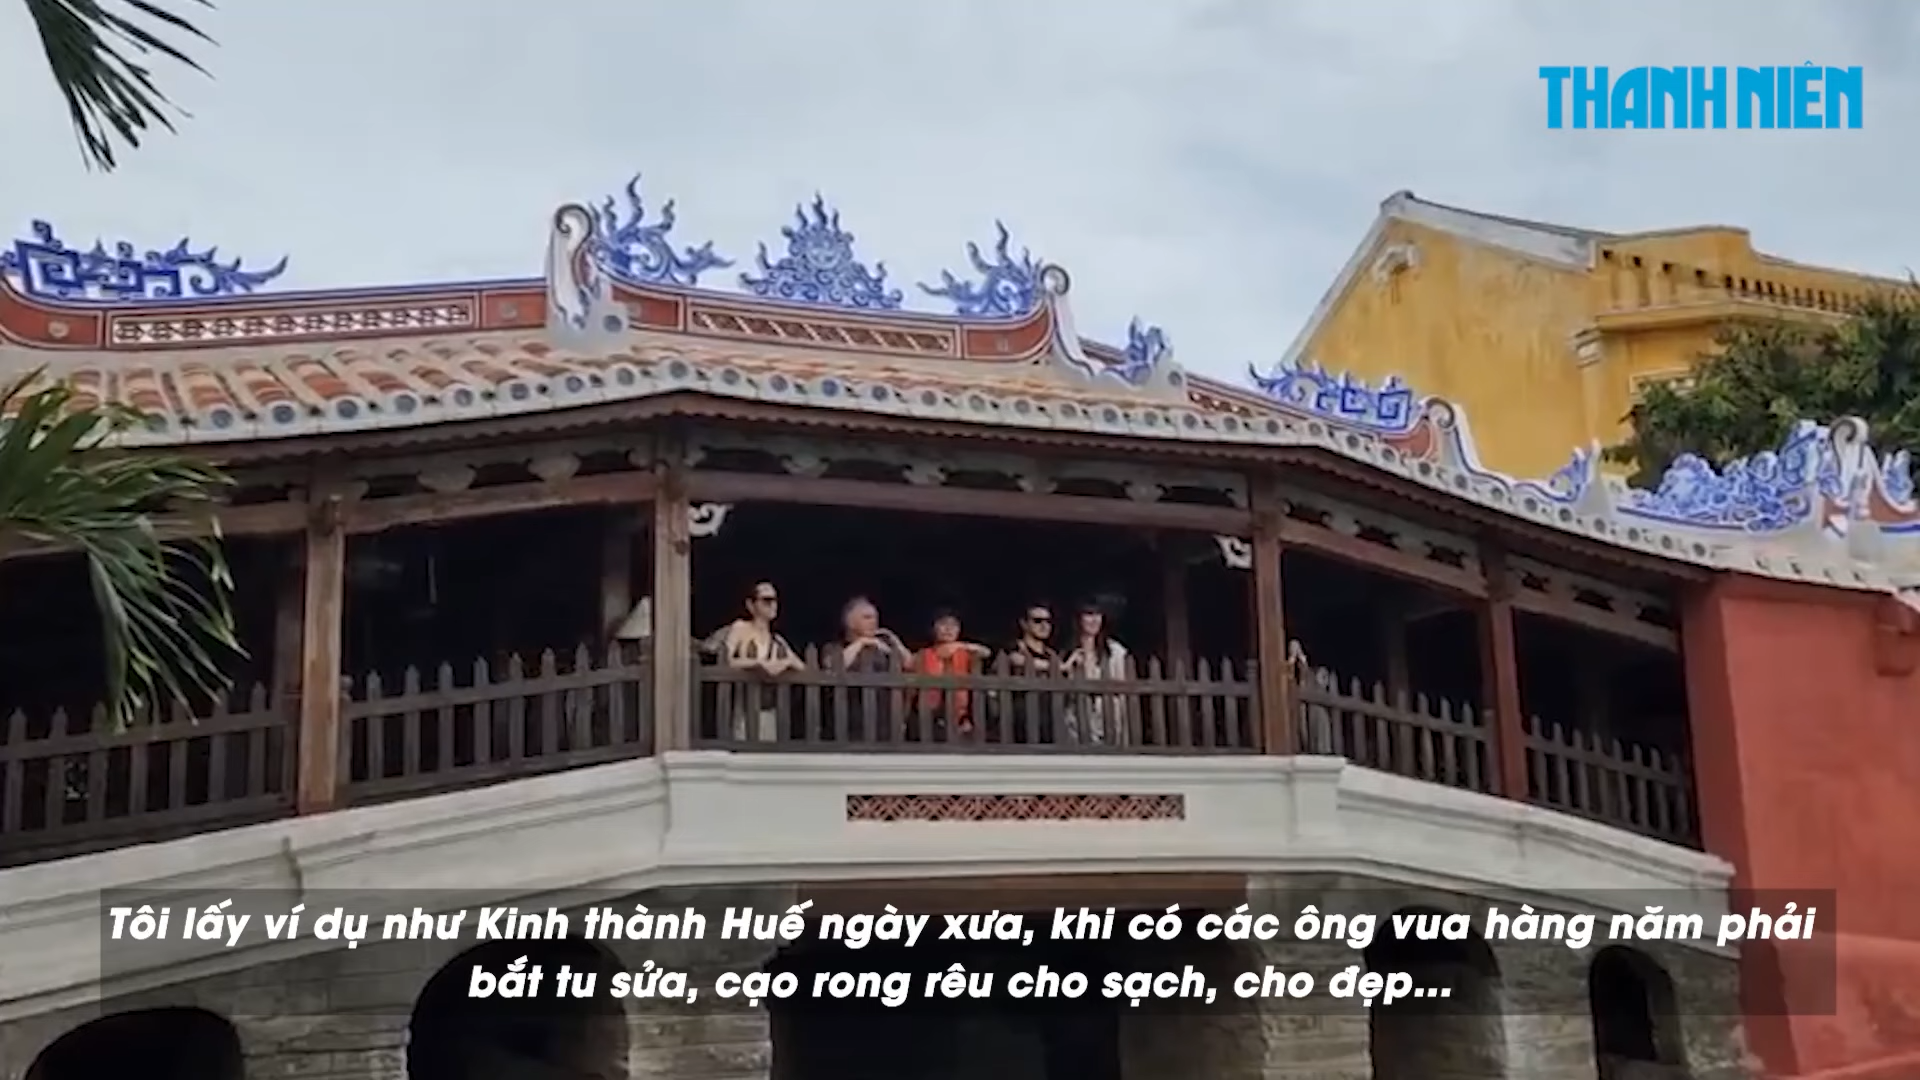 THANH NIÊN
Tôi lấy ví dụ như Kinh thành Huế ngày xưa, khi có các ông vua hàng năm phải
bắt tu sửa, cạo rong rêu cho sạch, cho đẹp...